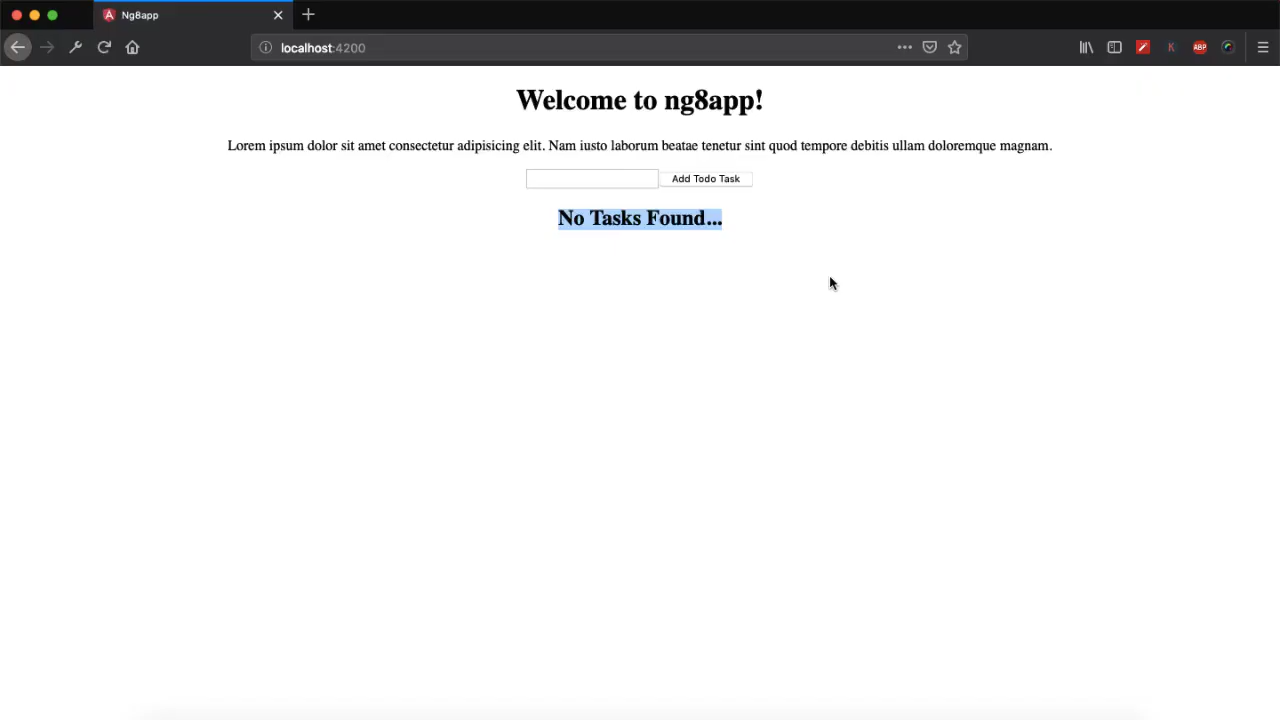 Ng8app
localhost:4200
ABP
Welcome to ng8app!
Lorem ipsum dolor sit amet consectetur adipisicing elit. Nam iusto laborum beatae tenetur sint quod tempore debitis ullam doloremque magnam.
Add Todo Task
No Tasks Found...